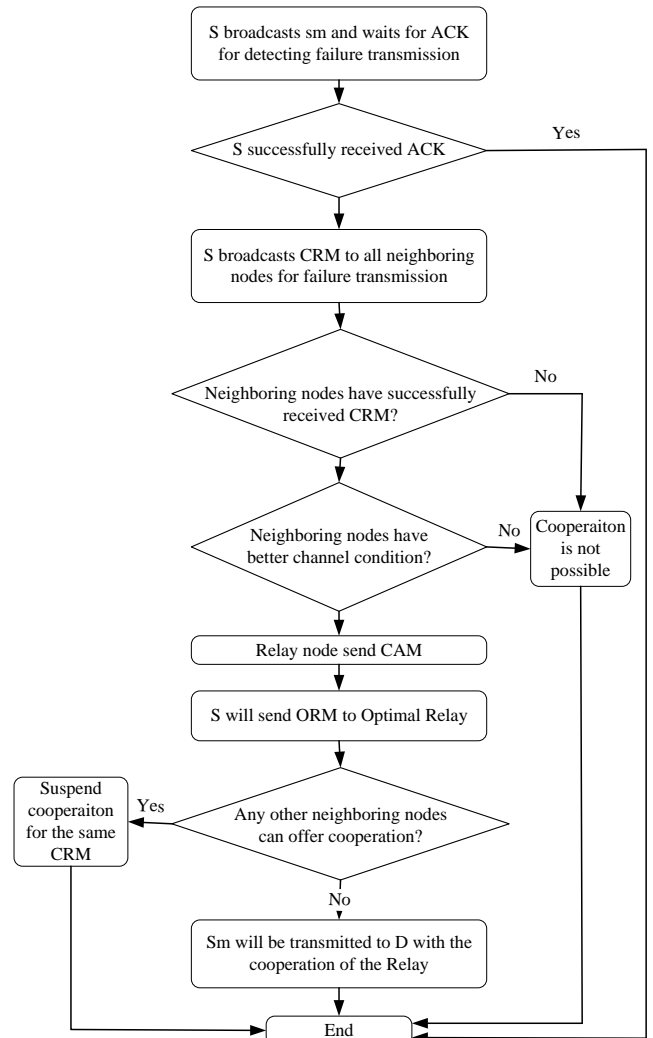 S broadcasts sm and waits for ACK
for detecting failure transmission
Yes
S successfully received ACK
S broadcasts CRM to all neighboring
nodes for failure transmission
No
Neighboring nodes have successfully
received CRM?
Neighboring nodes have
better channel condition?
No
Cooperaiton
is not
possible
Relay node send CAM
S will send ORM to Optimal Relay
Suspend
cooperaiton
for the same
CRM
Yes
Any other neighboring nodes
can offer cooperation?
No
Sm will be transmitted to D with the
cooperation of the Relay
End